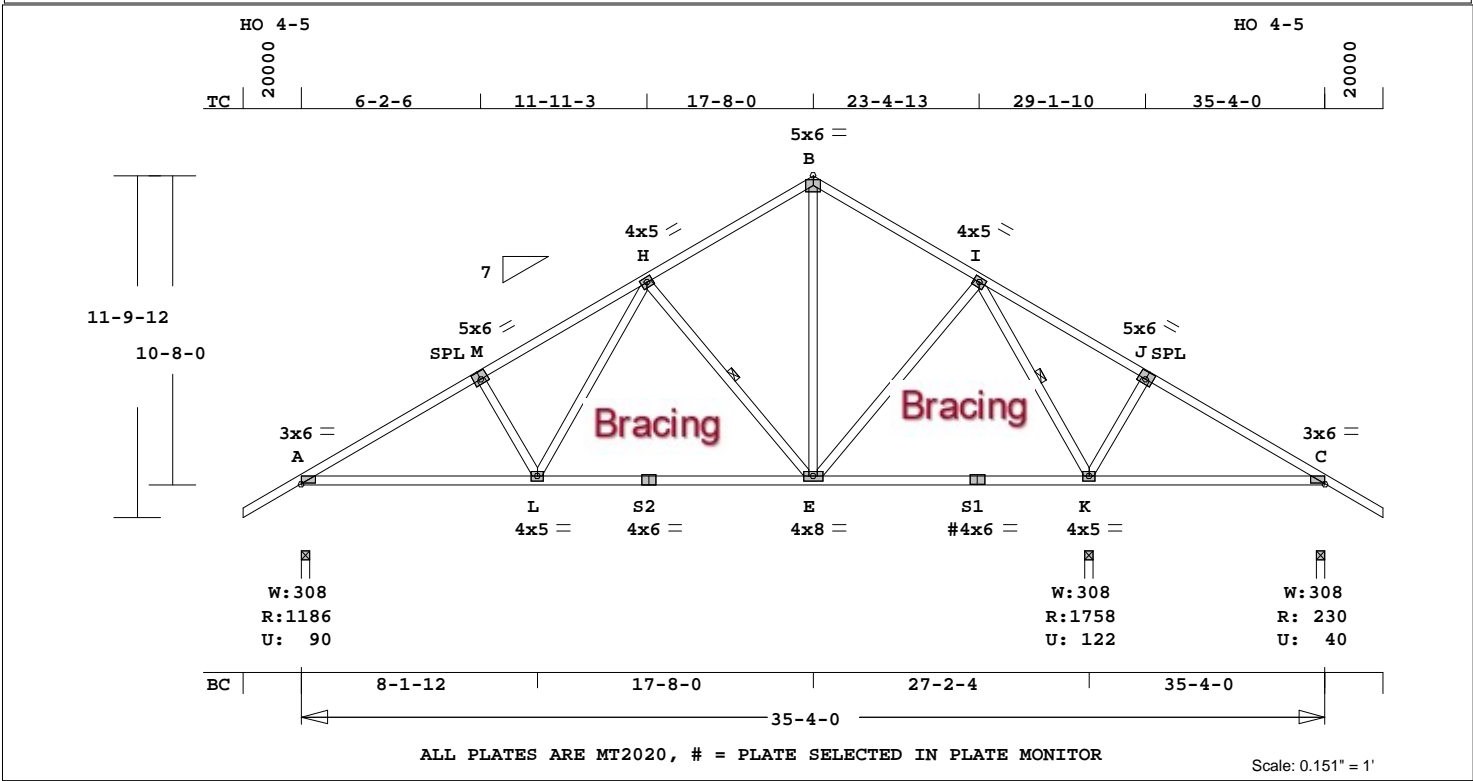 HO 4-5 HO 4-5
20000 20000
TC 6-2-6 11-11-3 17-8-0 23-4-13 29-1-10 35-4-0
5x6 =
B
4x5 = 4x5 =
H I
7
11-9-12
10-8-0
5x6 = 5x6 =
SPL M J SPL
Bracing Bracing
3x6 = 3x6 =
A C
L S2 E S1 K
4x5 = 4x6 = 4x8 = #4x6 = 4x5 =
W:308 W:308 W:308
R:1186 R:1758 R: 230
U: 90 U: 122 U: 40
BC 8-1-12 17-8-0 27-2-4 35-4-0
35-4-0
ALL PLATES ARE MT2020, # = PLATE SELECTED IN PLATE MONITOR
Scale: 0.151" = 1'